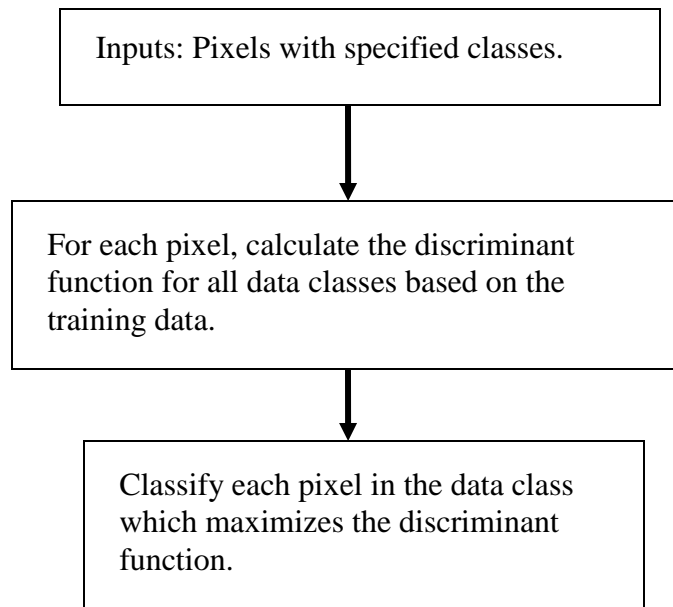 Inputs: Pixels with specified classes.
For each pixel, calculate the discriminant
function for all data classes based on the
training data.
Classify each pixel in the data class
which maximizes the discriminant
function.